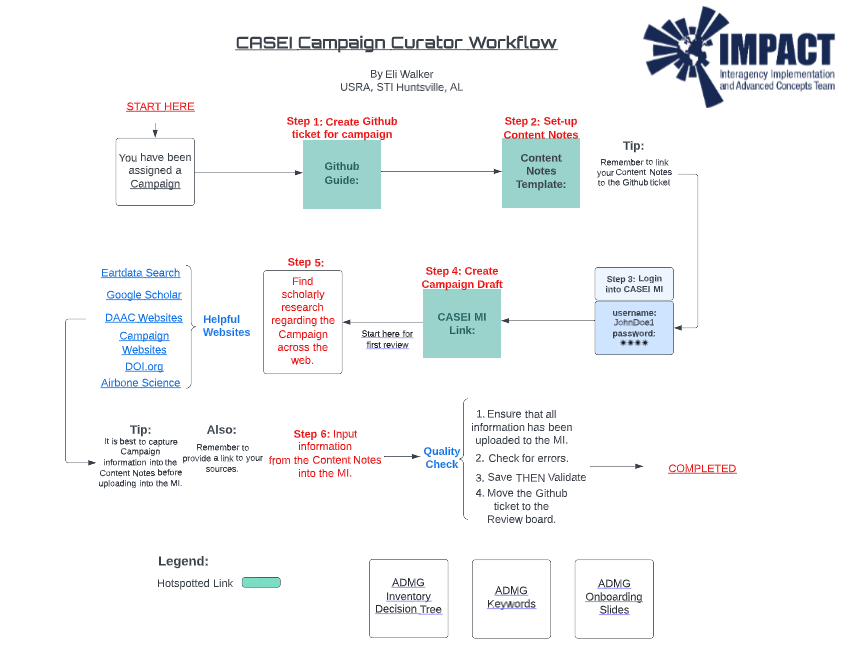 CASEI Campaign Curator Workflow
IMPACT
Interagency Implementation
and Advanced Concepts Team
By Eli Walker
USRA, STI Huntsville, AL
START HERE
You have been
assigned a
Campaign
Step 1: Create Github
ticket for campaign
Github
Guide:
Step 2: Set-up
Content Notes
Content
Notes
Template:
Tip:
Remember to link
your Content Notes
to the Github ticket
Step 3: Login
into CASEI MI
username:
JohnDoe1
password:
****
Step 4: Create
Campaign Draft
CASEI MI
Link:
Start here for
first review
Step 5:
Find
scholarly
research
regarding the
Campaign
across the
web.
Helpful
Websites
Eartdata Search
Google Scholar
DAAC Websites
Campaign
Websites
DOI.org
Airbone Science
Tip:
It is best to capture
Campaign
information into the
Content Notes before
uploading into the MI.
Also:
Remember to
provide a link to your
sources.
Step 6: Input
information
from the Content Notes
into the MI.
Quality
Check
1. Ensure that all
information has been
uploaded to the MI.
2. Check for errors.
3. Save THEN Validate
4. Move the Github
ticket to the
Review board.
COMPLETED
Legend:
Hotspotted Link
ADMG
Inventory
Decision Tree
ADMG
Keywords
ADMG
Onboarding
Slides